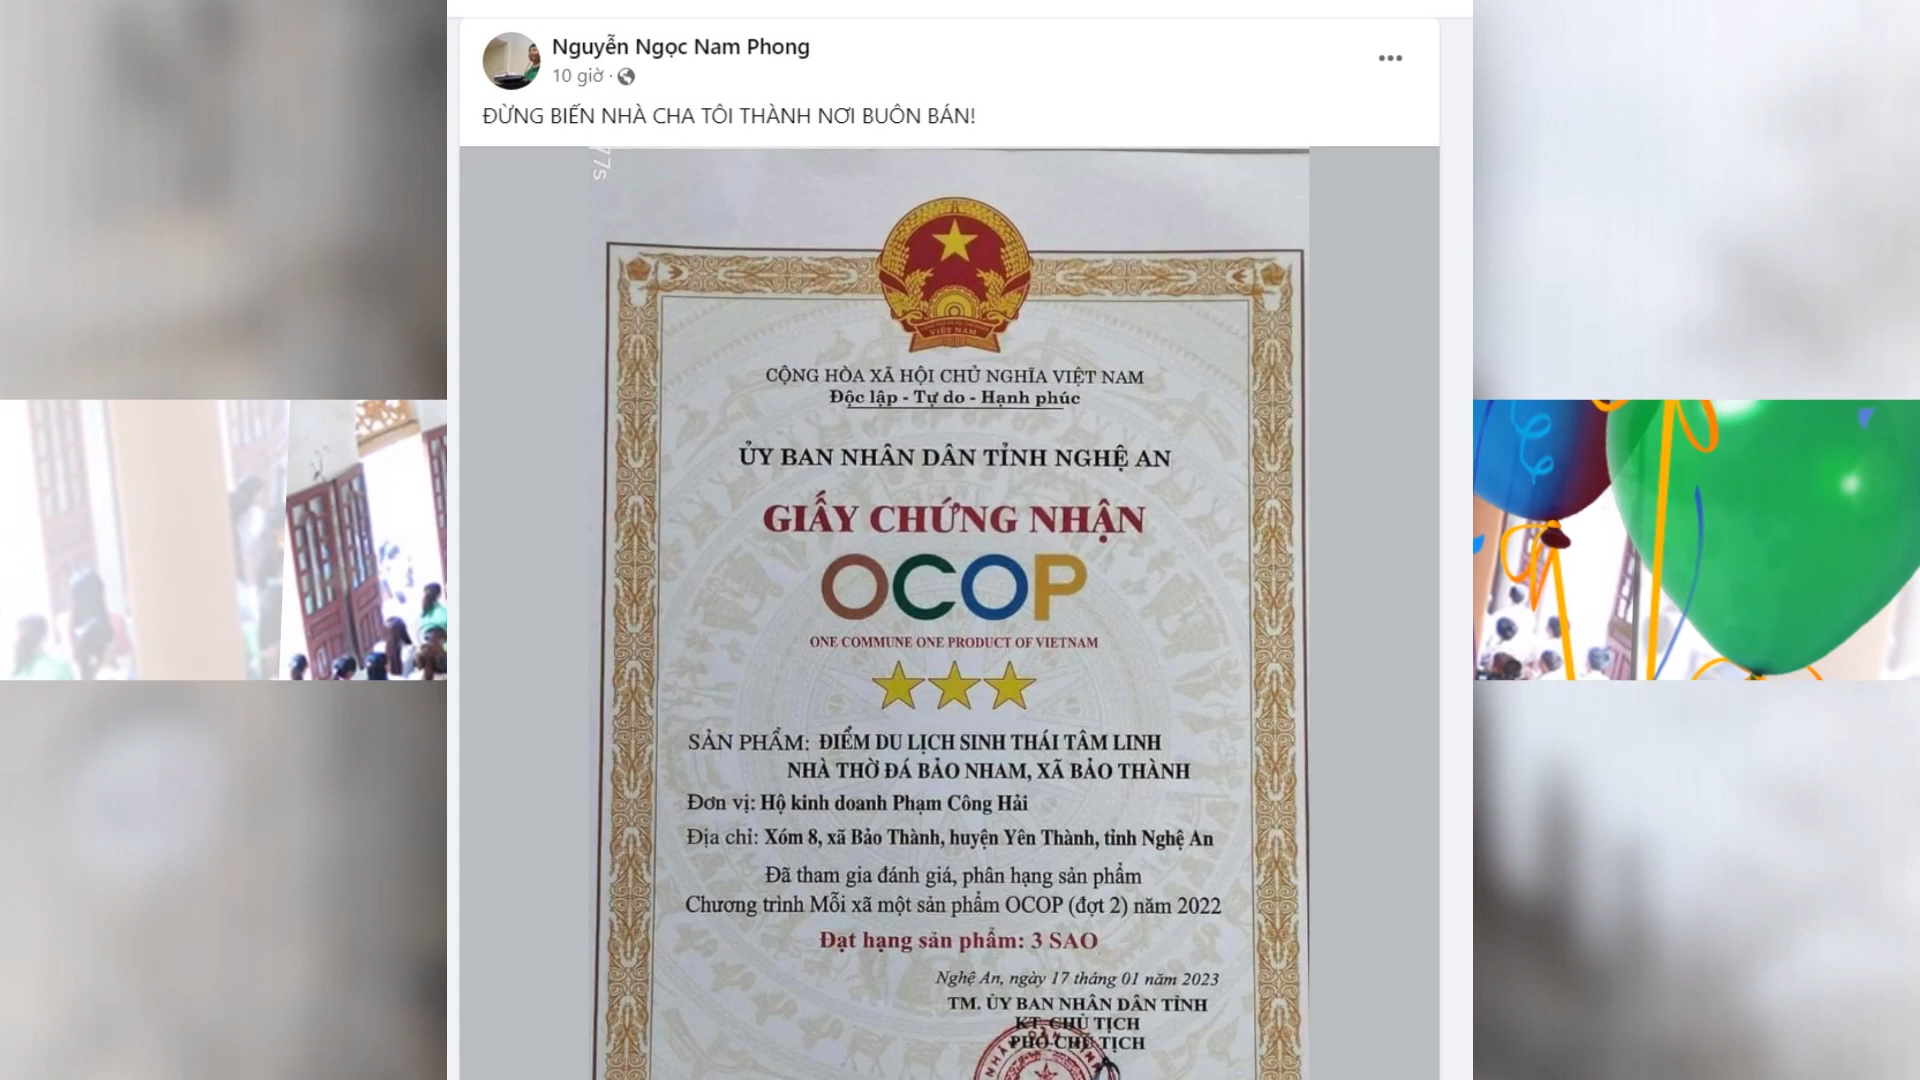 Nguyễn Ngọc Nam Phong
10 giờ ·
ĐỪNG BIẾN NHÀ CHA TÔI THÀNH NƠI BUÔN BÁN!
77s
VIỆT NAM
CỘNG HÒA XÃ HỘI CHỦ NGHĨA VIỆT NAM
Độc lập - Tự do - Hạnh phúc
ỦY BAN NHÂN DÂN TỈNH NGHỆ AN
GIẤY CHỨNG NHẬN
OCOP
ONE COMMUNE ONE PRODUCT OF VIETNAM
SẢN PHẨM: ĐIỂM DU LỊCH SINH THÁI TÂM LINH
NHÀ THỜ ĐÁ BẢO NHAM, XÃ BẢO THÀNH
Đơn vị: Hộ kinh doanh Phạm Công Hải
Địa chỉ: Xóm 8, xã Bảo Thành, huyện Yên Thành, tỉnh Nghệ An
Đã tham gia đánh giá, phân hạng sản phẩm
Chương trình Mỗi xã một sản phẩm OCOP (đợt 2) năm 2022
Đạt hạng sản phẩm: 3 SAO
Nghệ An, ngày 17 tháng 01 năm 2023
TM. ỦY BAN NHÂN DÂN TỈNH
KT. CHỦ TỊCH
PHÓ CHỦ TỊCH